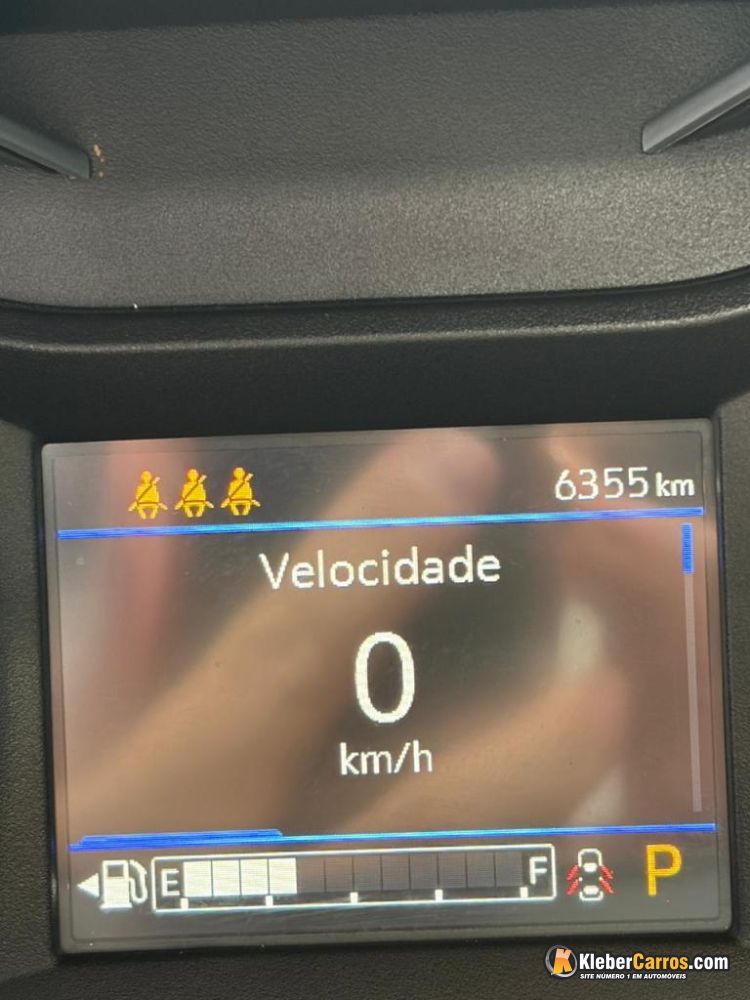 6355 km
Velocidade
0
km/h
E F P
KleberCarros.com
SITE NÚMERO 1 EM AUTOMÓVEIS